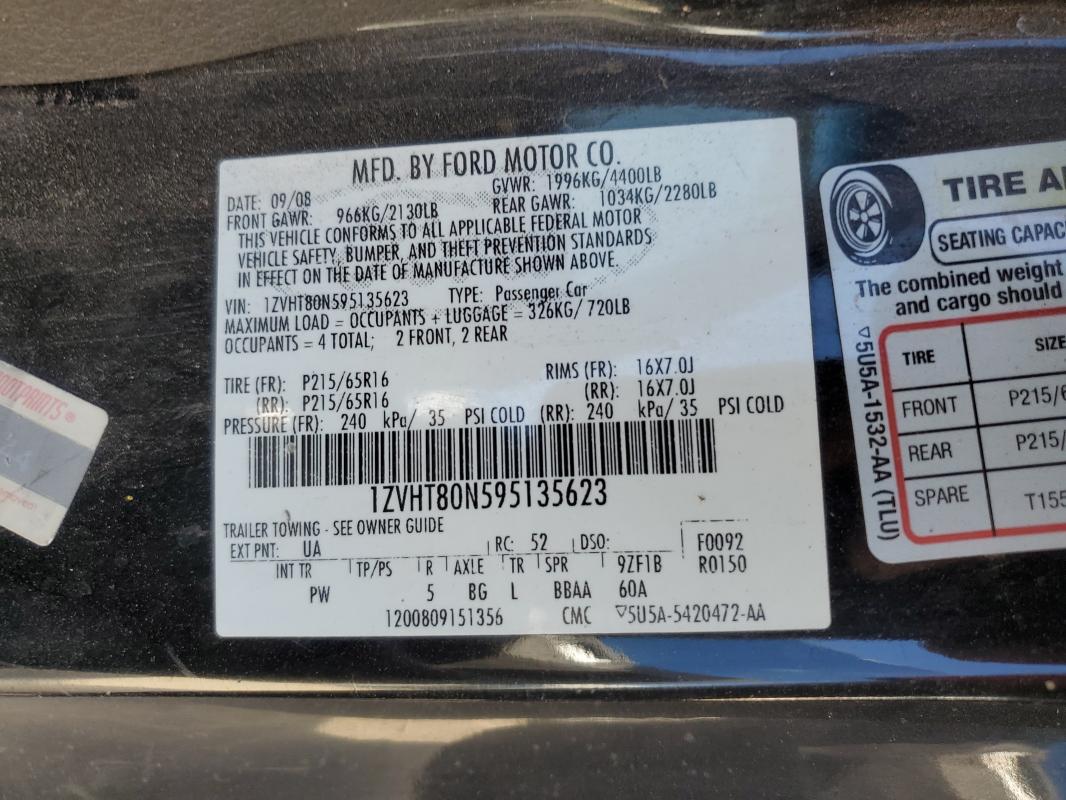 MFD. BY FORD MOTOR CO.
DATE: 09/08 GVWR: 1996KG/4400LB
FRONT GAWR: 966KG/2130LB REAR GAWR: 1034KG/2280LB
THIS VEHICLE CONFORMS TO ALL APPLICABLE FEDERAL MOTOR
VEHICLE SAFETY, BUMPER, AND THEFT PREVENTION STANDARDS
IN EFFECT ON THE DATE OF MANUFACTURE SHOWN ABOVE.
VIN: 1ZVHT80N595135623 TYPE: Passenger Car
MAXIMUM LOAD = OCCUPANTS + LUGGAGE = 326KG/ 720LB
OCCUPANTS = 4 TOTAL; 2 FRONT, 2 REAR
TIRE (FR): P215/65R16 RIMS (FR): 16X7.0J
(RR): P215/65R16 (RR): 16X7.0J
PRESSURE (FR): 240 kPa/ 35 PSI COLD (RR): 240 kPa/ 35 PSI COLD
1ZVHT80N595135623
TRAILER TOWING - SEE OWNER GUIDE
EXT PNT: UA RC: 52 DSO: F0092
INT TR TP/PS R AXLE TR SPR 9ZF1B R0150
PW 5 BG L BBAA 60A
1200809151356 CMC ▽5U5A-5420472-AA
TIRE A
SEATING CAPAC
The combined weight
and cargo should
TIRE SIZE
FRONT P215/6
REAR P215/
SPARE T155
▽5U5A-1532-AA (TLU)